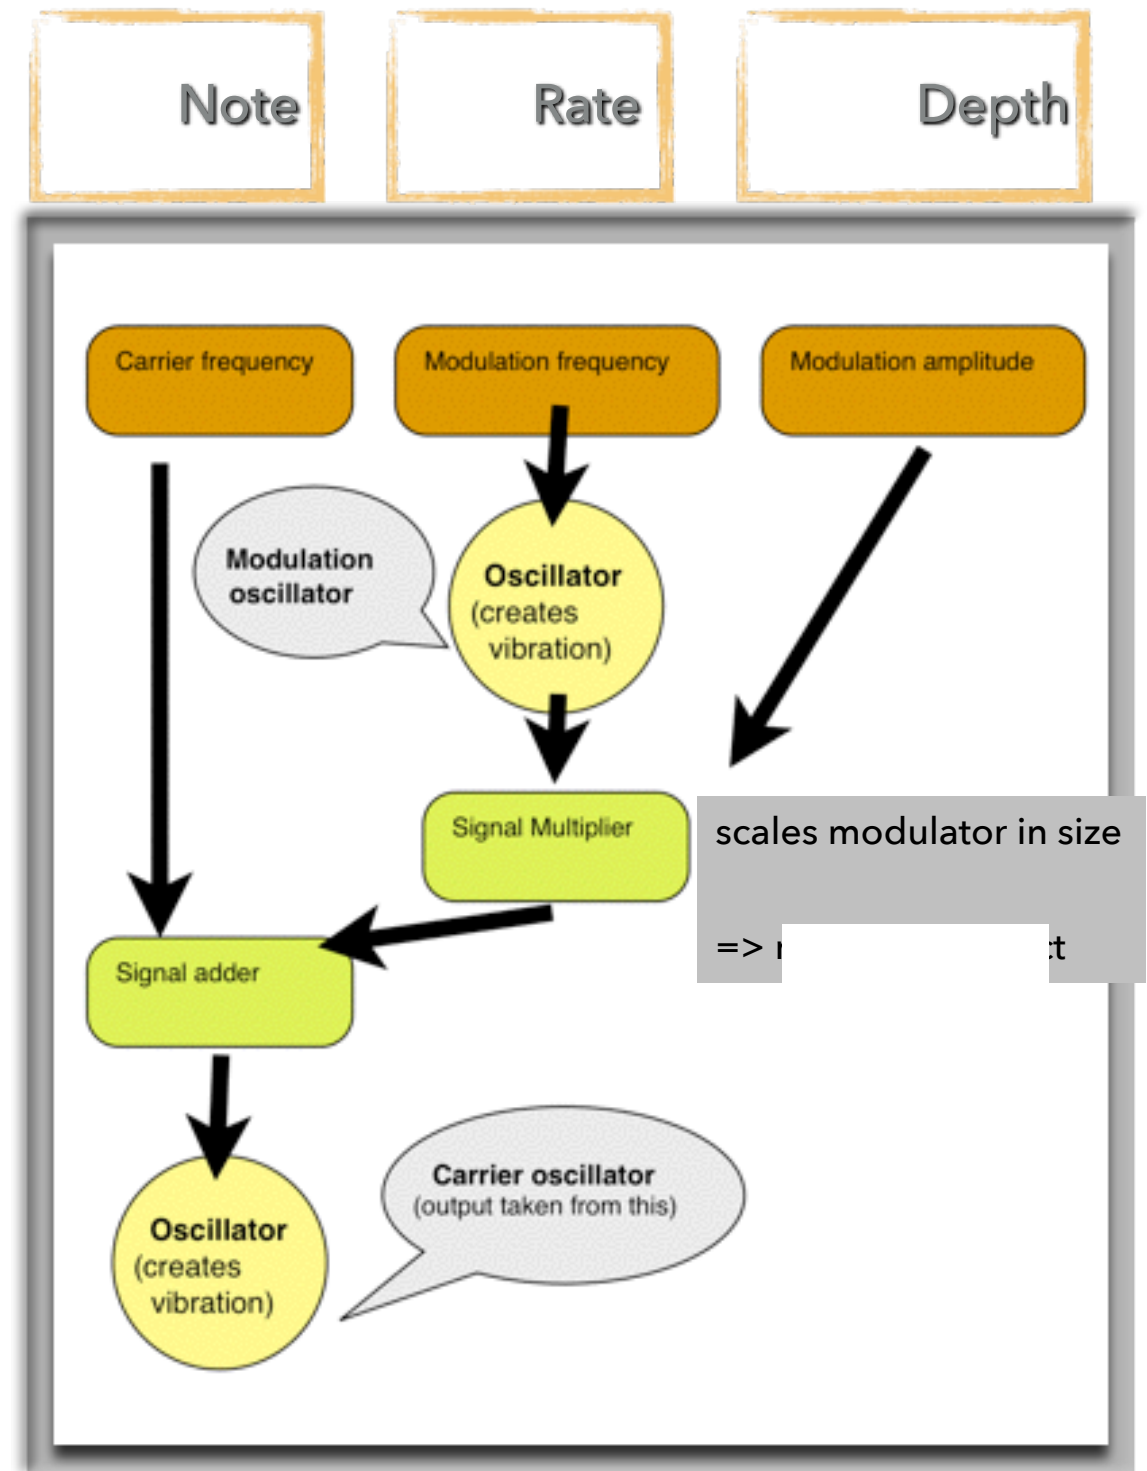 Note
Rate
Depth
Carrier frequency
Modulation frequency
Modulation amplitude
Modulation
oscillator
Oscillator
(creates
vibration)
Signal Multiplier
scales modulator in size
=>
Signal adder
Carrier oscillator
(output taken from this)
Oscillator
(creates
vibration)